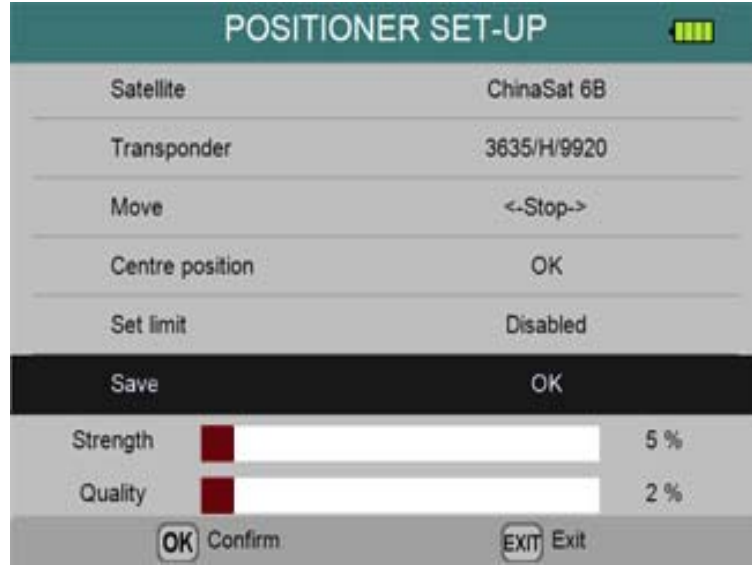 POSITIONER SET-UP
Satellite ChinaSat 6B
Transponder 3635/H/9920
Move <-Stop->
Centre position OK
Set limit Disabled
Save OK
Strength 5 %
Quality 2 %
OK Confirm EXIT Exit